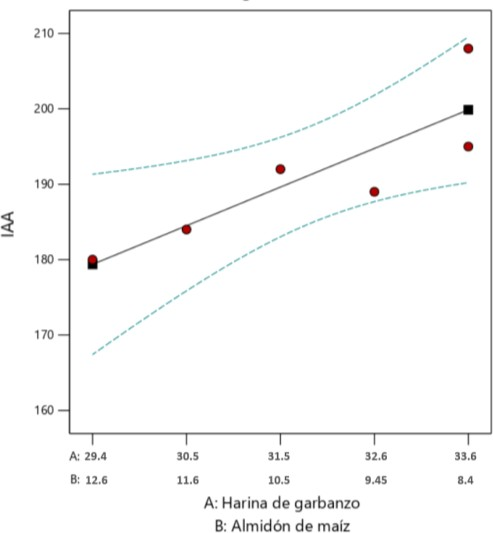 210
200
190
180
170
160
IAA
A: 29.4 30.5 31.5 32.6 33.6
B: 12.6 11.6 10.5 9.45 8.4
A: Harina de garbanzo
B: Almidón de maíz